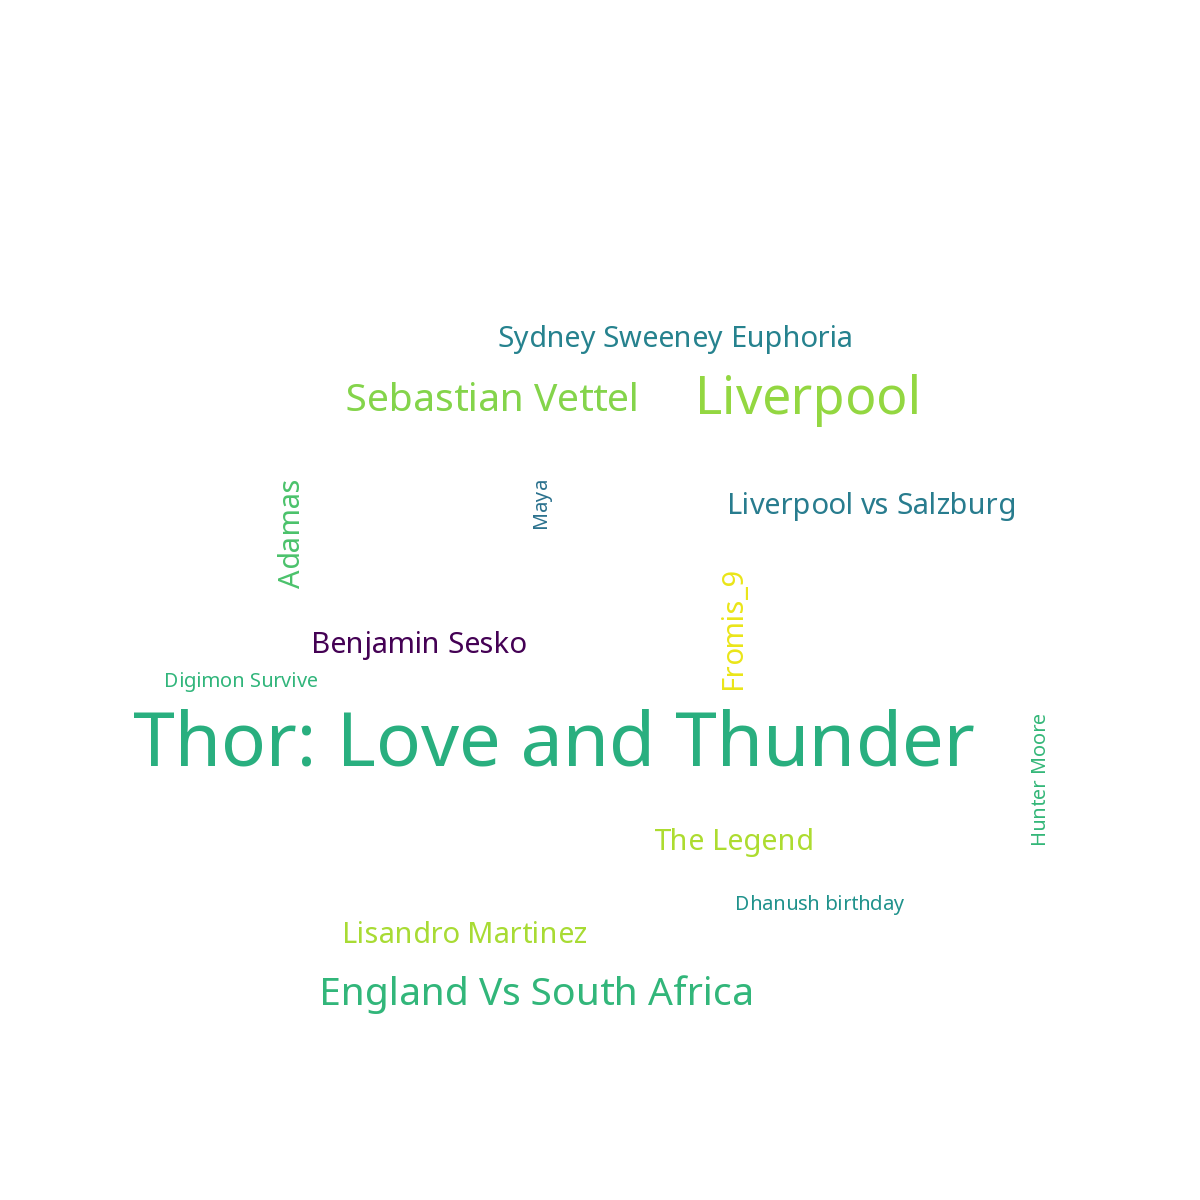 Sydney Sweeney Euphoria
Sebastian Vettel
Liverpool
Adamas
Maya
Liverpool vs Salzburg
Fromis_9
Benjamin Sesko
Digimon Survive
Thor: Love and Thunder
Hunter Moore
The Legend
Dhanush birthday
Lisandro Martinez
England Vs South Africa